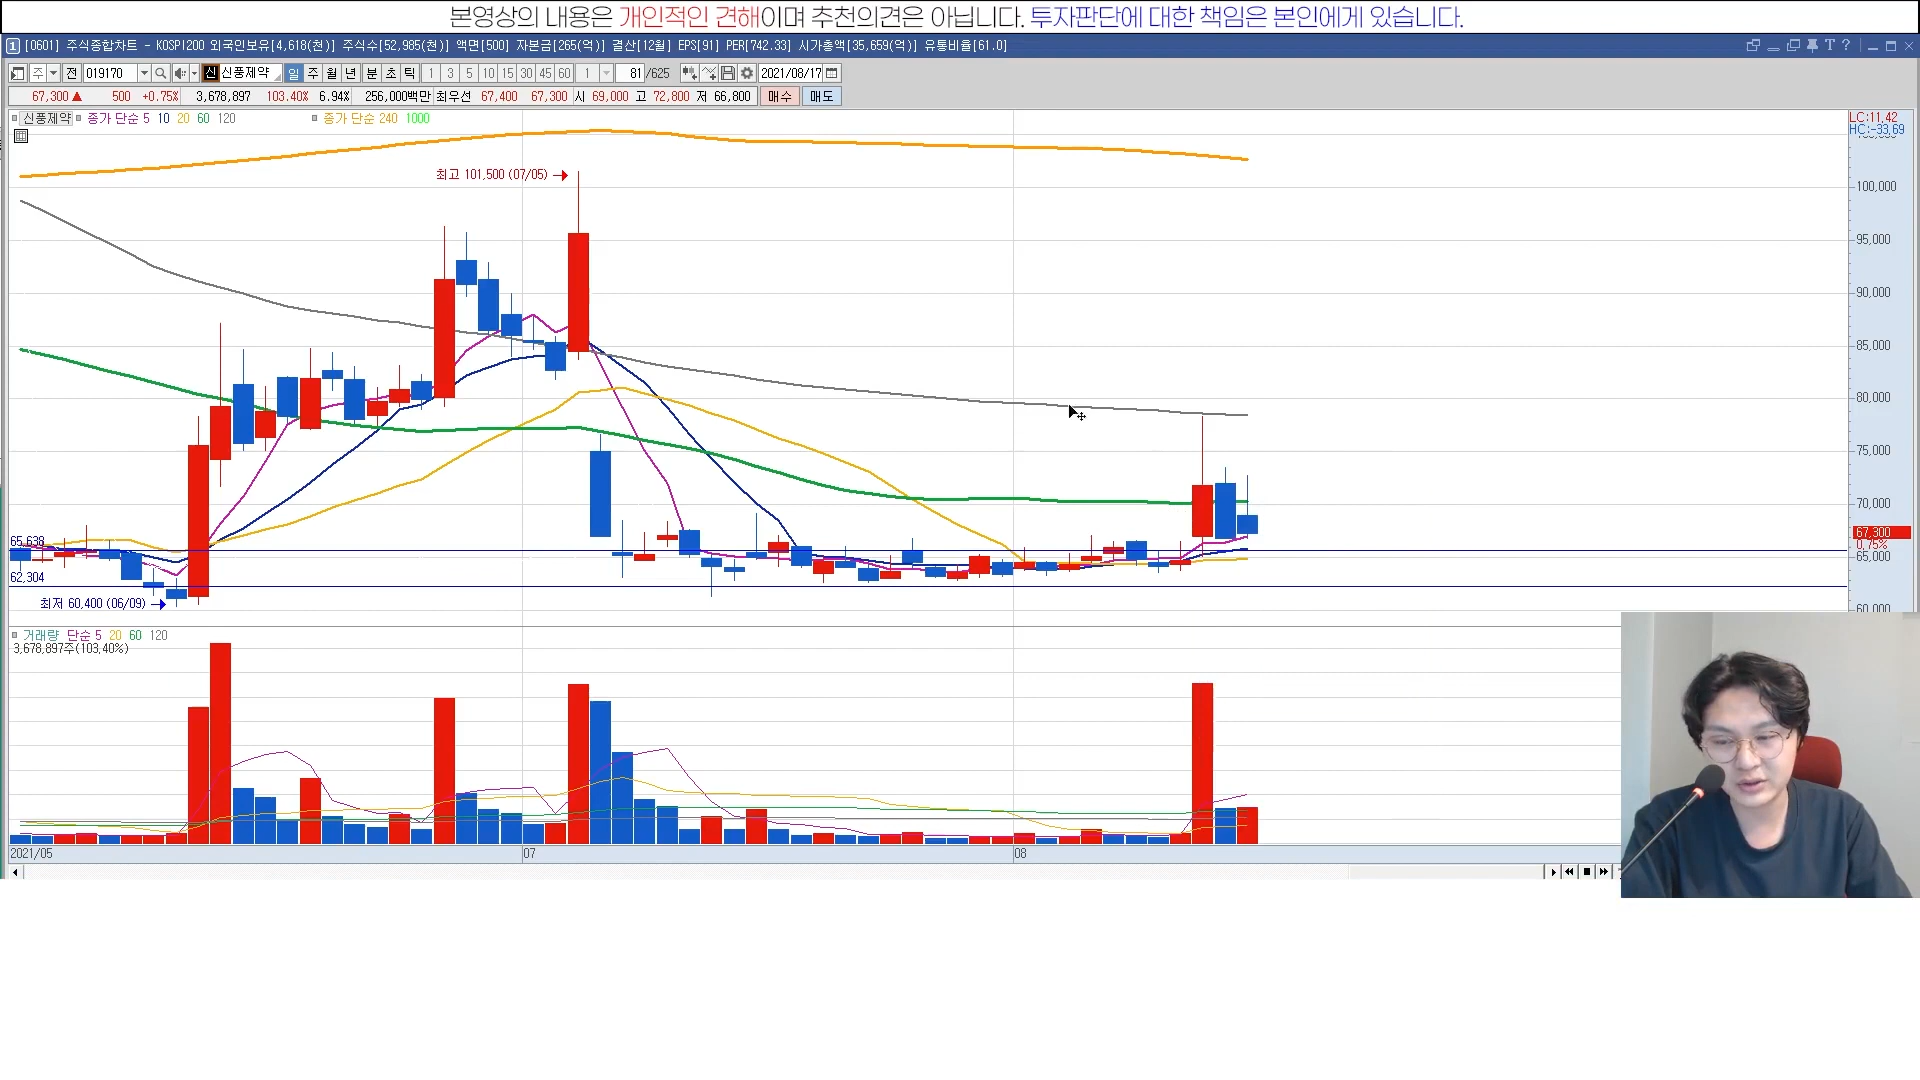 본영상의 내용은 개인적인 견해이며 추천의견은 아닙니다. 투자판단에 대한 책임은 본인에게 있습니다.
1 [0601] 주식종합차트 - KOSPI200 외국인보유[4,618(천)] 주식수[52,985(천)] 액면[500] 자본금[265(억)] 결산[12월] EPS[91] PER[742.33] 시가총액[35,659(억)] 유통비율[61.0] T ?
주 전 019170 신 신풍제약 일 주 월 년 분 초 틱 1 3 5 10 15 30 45 60 1 81 /625 2021/08/17
67,300 ▲ 500 +0.75% 3,678,897 103.40% 6.94% 256,000백만 최우선 67,400 67,300 시 69,000 고 72,800 저 66,800 매수 매도
신풍제약 종가 단순 5 10 20 60 120 종가 단순 240 1000
LC:11.42
HC:-33.69
최고 101,500 (07/05)
100,000
95,000
90,000
85,000
80,000
75,000
70,000
67,300
0.75%
65,638
65,000
62,304
최저 60,400 (06/09)
60,000
거래량 단순 5 20 60 120
3,678,897주(103.40%)
2021/05 07 08